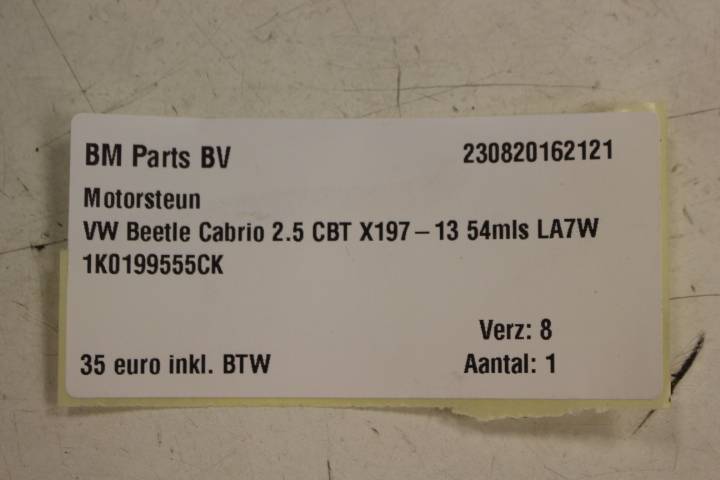 BM Parts BV 230820162121
Motorsteun
VW Beetle Cabrio 2.5 CBT X197-13 54mls LA7W
1K0199555CK
Verz: 8
35 euro inkl. BTW Aantal: 1